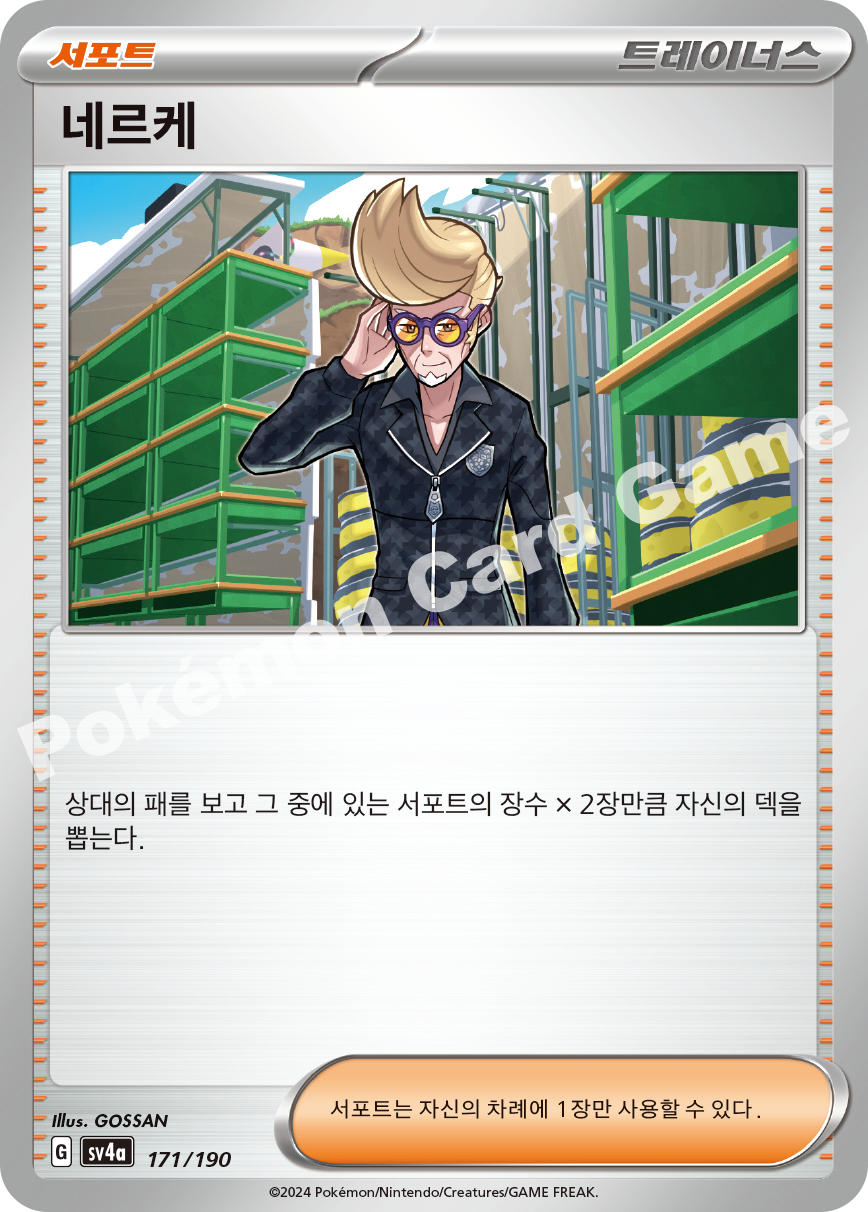 서포트 트레이너스
네르케
Pokémon Card Game
상대의 패를 보고 그 중에 있는 서포트의 장수 × 2장만큼 자신의 덱을
뽑는다.
서포트는 자신의 차례에 1장만 사용할 수 있다.
Illus. GOSSAN
G sv4a 171/190
©2024 Pokémon/Nintendo/Creatures/GAME FREAK.